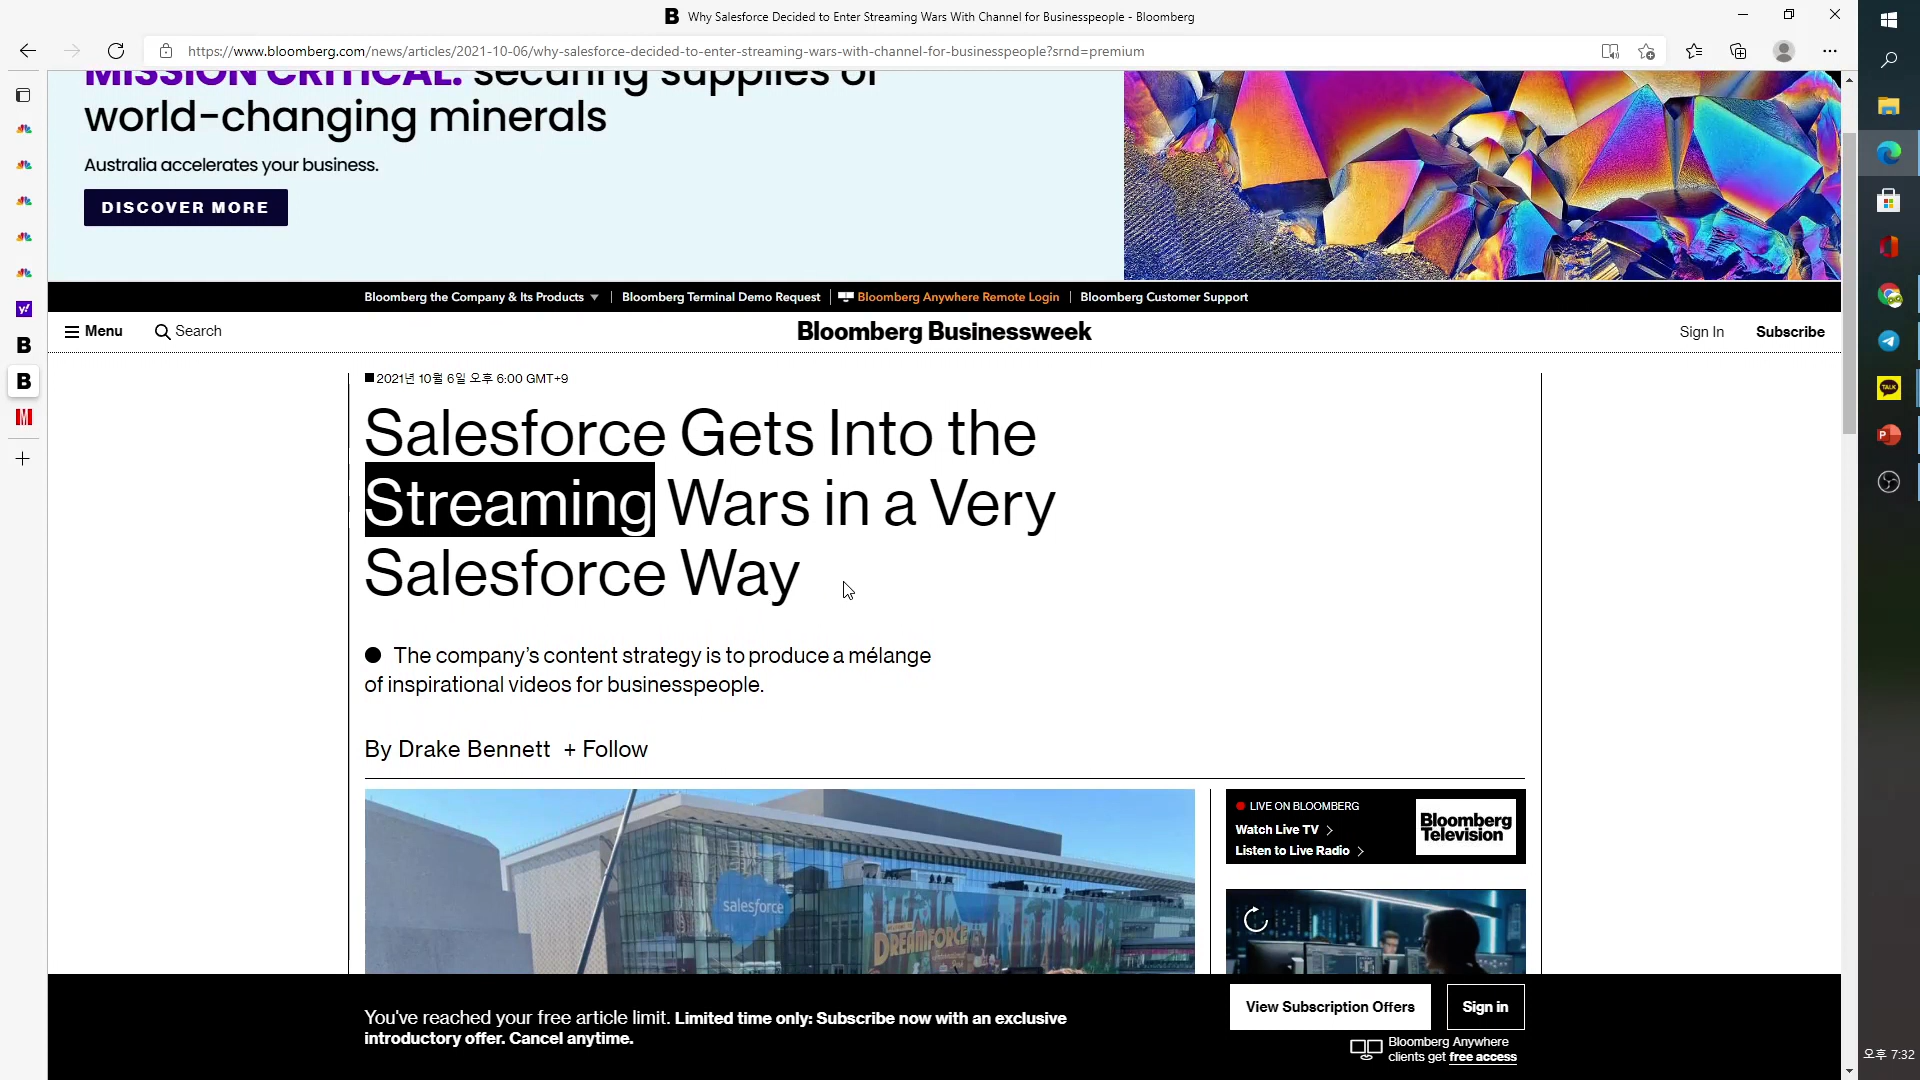 Why Salesforce Decided to Enter Streaming Wars With Channel for Businesspeople - Bloomberg
https://www.bloomberg.com/news/articles/2021-10-06/why-salesforce-decided-to-enter-streaming-wars-with-channel-for-businesspeople?srnd=premium
MISSION CRITICAL: securing supplies of
world-changing minerals
Australia accelerates your business.
DISCOVER MORE
Bloomberg the Company & Its Products
Bloomberg Terminal Demo Request
Bloomberg Anywhere Remote Login
Bloomberg Customer Support
Menu
Search
Bloomberg Businessweek
Sign In
Subscribe
2021년 10월 6일 오후 6:00 GMT+9
Salesforce Gets Into the
Streaming Wars in a Very
Salesforce Way
The company's content strategy is to produce a mélange
of inspirational videos for businesspeople.
By Drake Bennett + Follow
salesforce
DREAMFORCE
LIVE ON BLOOMBERG
Watch Live TV
Listen to Live Radio
Bloomberg
Television
You've reached your free article limit. Limited time only: Subscribe now with an exclusive
introductory offer. Cancel anytime.
View Subscription Offers
Sign in
Bloomberg Anywhere
clients get free access
TALK
오후 7:32